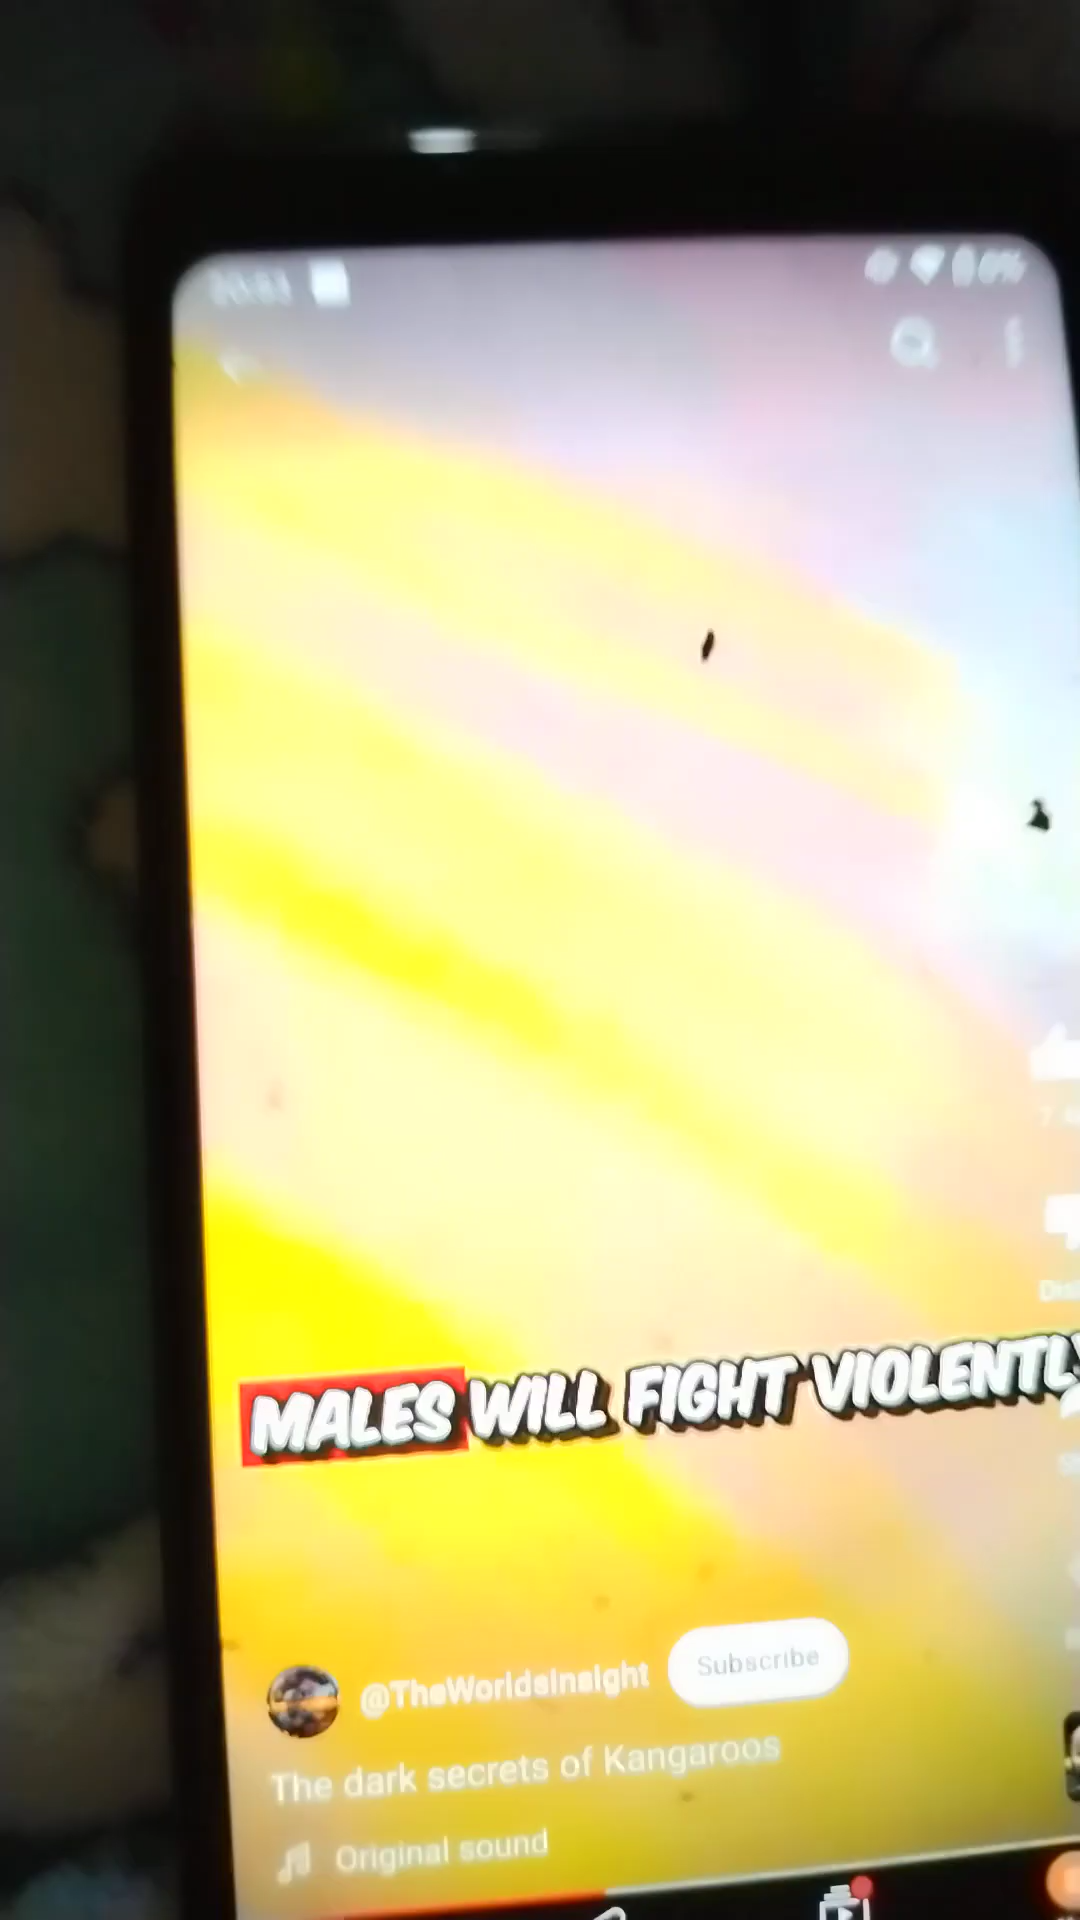 MALES WILL FIGHT VIOLENTLY
@TheWorldsInsight
Subscribe
The dark secrets of Kangaroos
Original sound